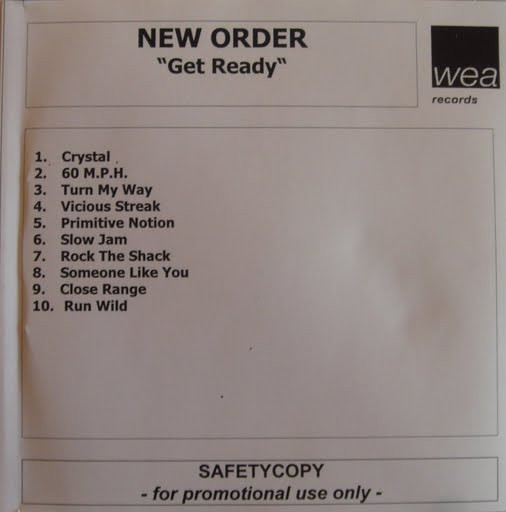 NEW ORDER
"Get Ready"
wea
records
1. Crystal
2. 60 M.P.H.
3. Turn My Way
4. Vicious Streak
5. Primitive Notion
6. Slow Jam
7. Rock The Shack
8. Someone Like You
9. Close Range
10. Run Wild
SAFETYCOPY
- for promotional use only -